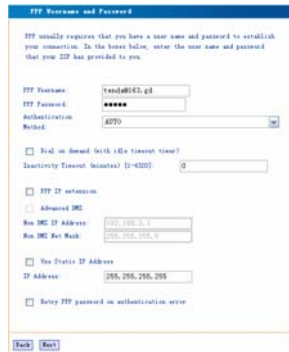 PPP Username and Password
PPP usually requires that you have a user name and password to establish
your connection. In the boxes below, enter the user name and password
that your ISP has provided to you.
PPP Username: tenda@163.gd
PPP Password: •••••
Authentication Method: AUTO
Dial on demand (with idle timeout timer)
Inactivity Timeout (minutes) [1-4320]: 0
PPP IP extension
Advanced DMZ
Non DMZ IP Address: 192.168.2.1
Non DMZ Net Mask: 255.255.255.0
Use Static IP Address
IP Address: 255.255.255.255
Retry PPP password on authentication error
Back Next